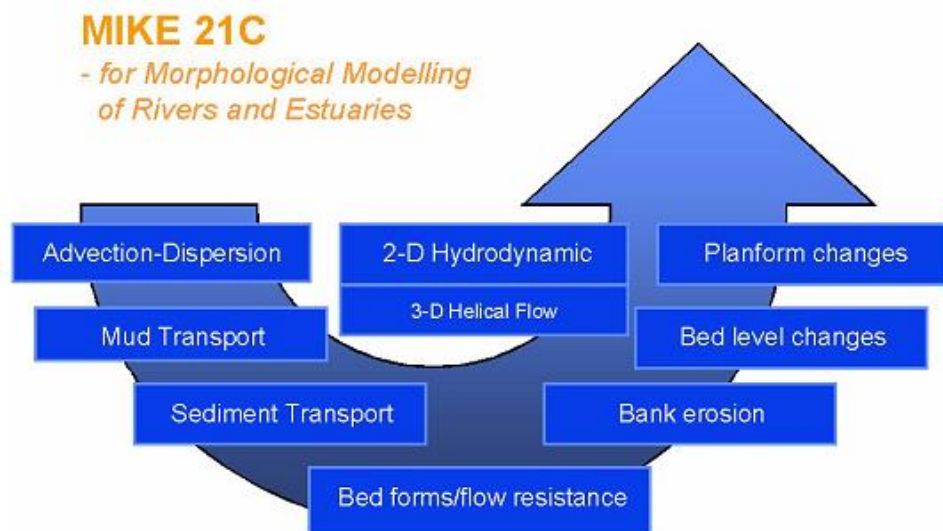 MIKE 21C
- for Morphological Modelling
of Rivers and Estuaries
Advection-Dispersion
2-D Hydrodynamic
Planform changes
3-D Helical Flow
Mud Transport
Bed level changes
Sediment Transport
Bank erosion
Bed forms/flow resistance